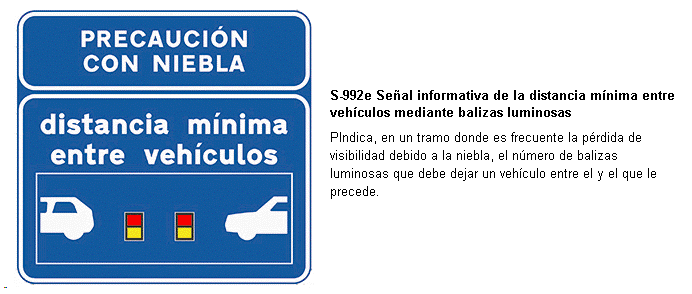 PRECAUCIÓN
CON NIEBLA
distancia mínima
entre vehículos
S-992e Señal informativa de la distancia mínima entre
vehículos mediante balizas luminosas
PIndica, en un tramo donde es frecuente la pérdida de
visibilidad debido a la niebla, el número de balizas
luminosas que debe dejar un vehículo entre el y el que le
precede.